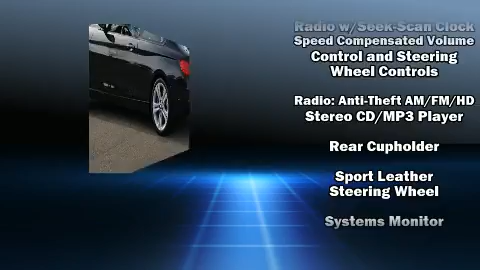 Radio w/Seek-Scan Clock
Speed Compensated Volume
Control and Steering
Wheel Controls
Radio: Anti-Theft AM/FM/HD
Stereo CD/MP3 Player
Rear Cupholder
Sport Leather
Steering Wheel
Systems Monitor